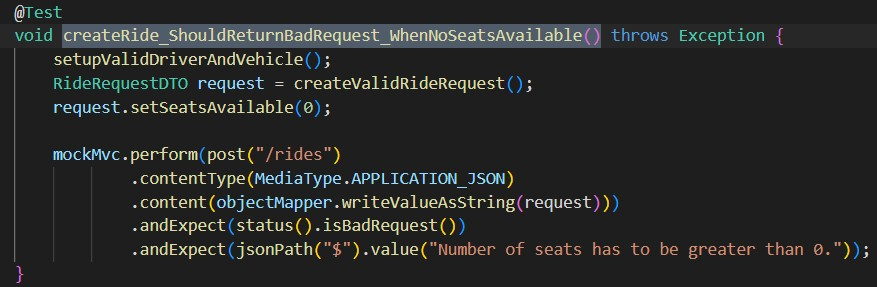 @Test
void createRide_ShouldReturnBadRequest_WhenNoSeatsAvailable() throws Exception {
    setupValidDriverAndVehicle();
    RideRequestDTO request = createValidRideRequest();
    request.setSeatsAvailable(0);

    mockMvc.perform(post("/rides")
            .contentType(MediaType.APPLICATION_JSON)
            .content(objectMapper.writeValueAsString(request)))
            .andExpect(status().isBadRequest())
            .andExpect(jsonPath("$").value("Number of seats has to be greater than 0."));
}